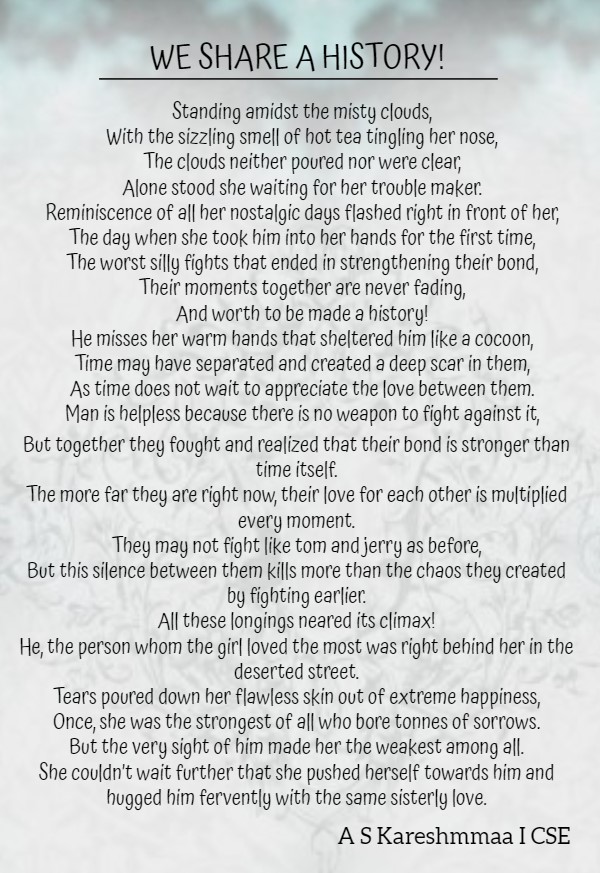 WE SHARE A HISTORY!
Standing amidst the misty clouds,
With the sizzling smell of hot tea tingling her nose,
The clouds neither poured nor were clear,
Alone stood she waiting for her trouble maker.
Reminiscence of all her nostalgic days flashed right in front of her,
The day when she took him into her hands for the first time,
The worst silly fights that ended in strengthening their bond,
Their moments together are never fading,
And worth to be made a history!
He misses her warm hands that sheltered him like a cocoon,
Time may have separated and created a deep scar in them,
As time does not wait to appreciate the love between them.
Man is helpless because there is no weapon to fight against it,
But together they fought and realized that their bond is stronger than
time itself.
The more far they are right now, their love for each other is multiplied
every moment.
They may not fight like tom and jerry as before,
But this silence between them kills more than the chaos they created
by fighting earlier.
All these longings neared its climax!
He, the person whom the girl loved the most was right behind her in the
deserted street.
Tears poured down her flawless skin out of extreme happiness,
Once, she was the strongest of all who bore tonnes of sorrows.
But the very sight of him made her the weakest among all.
She couldn't wait further that she pushed herself towards him and
hugged him fervently with the same sisterly love.
A S Kareshmmaa I CSE